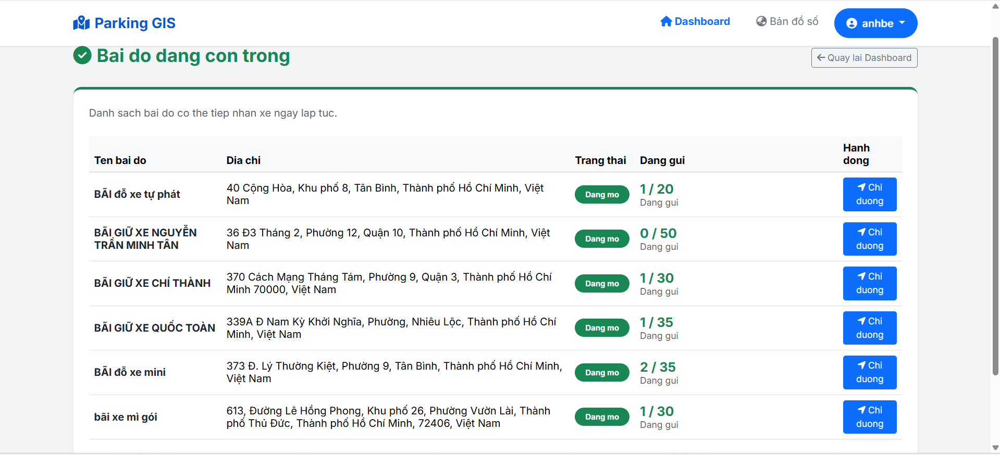 Parking GIS
Dashboard
Bản đồ số
anhbe
Bai do dang con trong
Quay lai Dashboard
Danh sach bai do co the tiep nhan xe ngay lap tuc.
Ten bai do
Dia chi
Trang thai
Dang gui
Hanh
dong
BÃI đỗ xe tự phát
40 Cộng Hòa, Khu phố 8, Tân Bình, Thành phố Hồ Chí Minh, Việt
Nam
Dang mo
1 / 20
Dang gui
Chi
duong
BÃI GIỮ XE NGUYỄN
TRẦN MINH TÂN
36 Đ3 Tháng 2, Phường 12, Quận 10, Thành phố Hồ Chí Minh, Việt
Nam
Dang mo
0 / 50
Dang gui
Chi
duong
BÃI GIỮ XE CHÍ THÀNH
370 Cách Mạng Tháng Tám, Phường 9, Quận 3, Thành phố Hồ Chí
Minh 70000, Việt Nam
Dang mo
1 / 30
Dang gui
Chi
duong
BÃI GIỮ XE QUỐC TOÀN
339A Đ Nam Kỳ Khởi Nghĩa, Phường, Nhiêu Lộc, Thành phố Hồ Chí
Minh, Việt Nam
Dang mo
1 / 35
Dang gui
Chi
duong
BÃI đỗ xe mini
373 Đ. Lý Thường Kiệt, Phường 9, Tân Bình, Thành phố Hồ Chí Minh,
Việt Nam
Dang mo
2 / 35
Dang gui
Chi
duong
bãi xe mì gói
613, Đường Lê Hồng Phong, Khu phố 26, Phường Vườn Lài, Thành
phố Thủ Đức, Thành phố Hồ Chí Minh, 72406, Việt Nam
Dang mo
1 / 30
Dang gui
Chi
duong